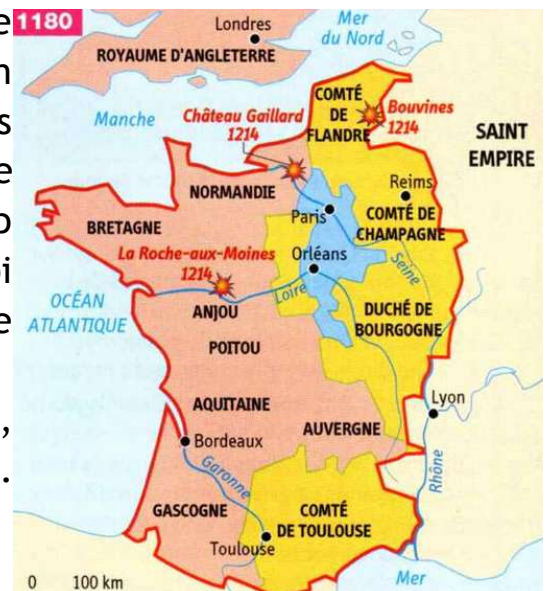 e
n
s
e
p
i
e
,
.
1180
Londres
ROYAUME D'ANGLETERRE
Mer
du Nord
Manche
Château Gaillard
1214
COMTÉ
DE
FLANDRE
Bouvines
1214
SAINT
EMPIRE
NORMANDIE
Reims
Paris
COMTÉ DE
CHAMPAGNE
BRETAGNE
La Roche-aux-Moines
1214
Orléans
Seine
OCÉAN
ATLANTIQUE
ANJOU
Loire
DUCHÉ DE
BOURGOGNE
POITOU
AQUITAINE
Lyon
AUVERGNE
Bordeaux
Garonne
Rhône
GASCOGNE
COMTÉ
DE TOULOUSE
Toulouse
0 100 km
Mer